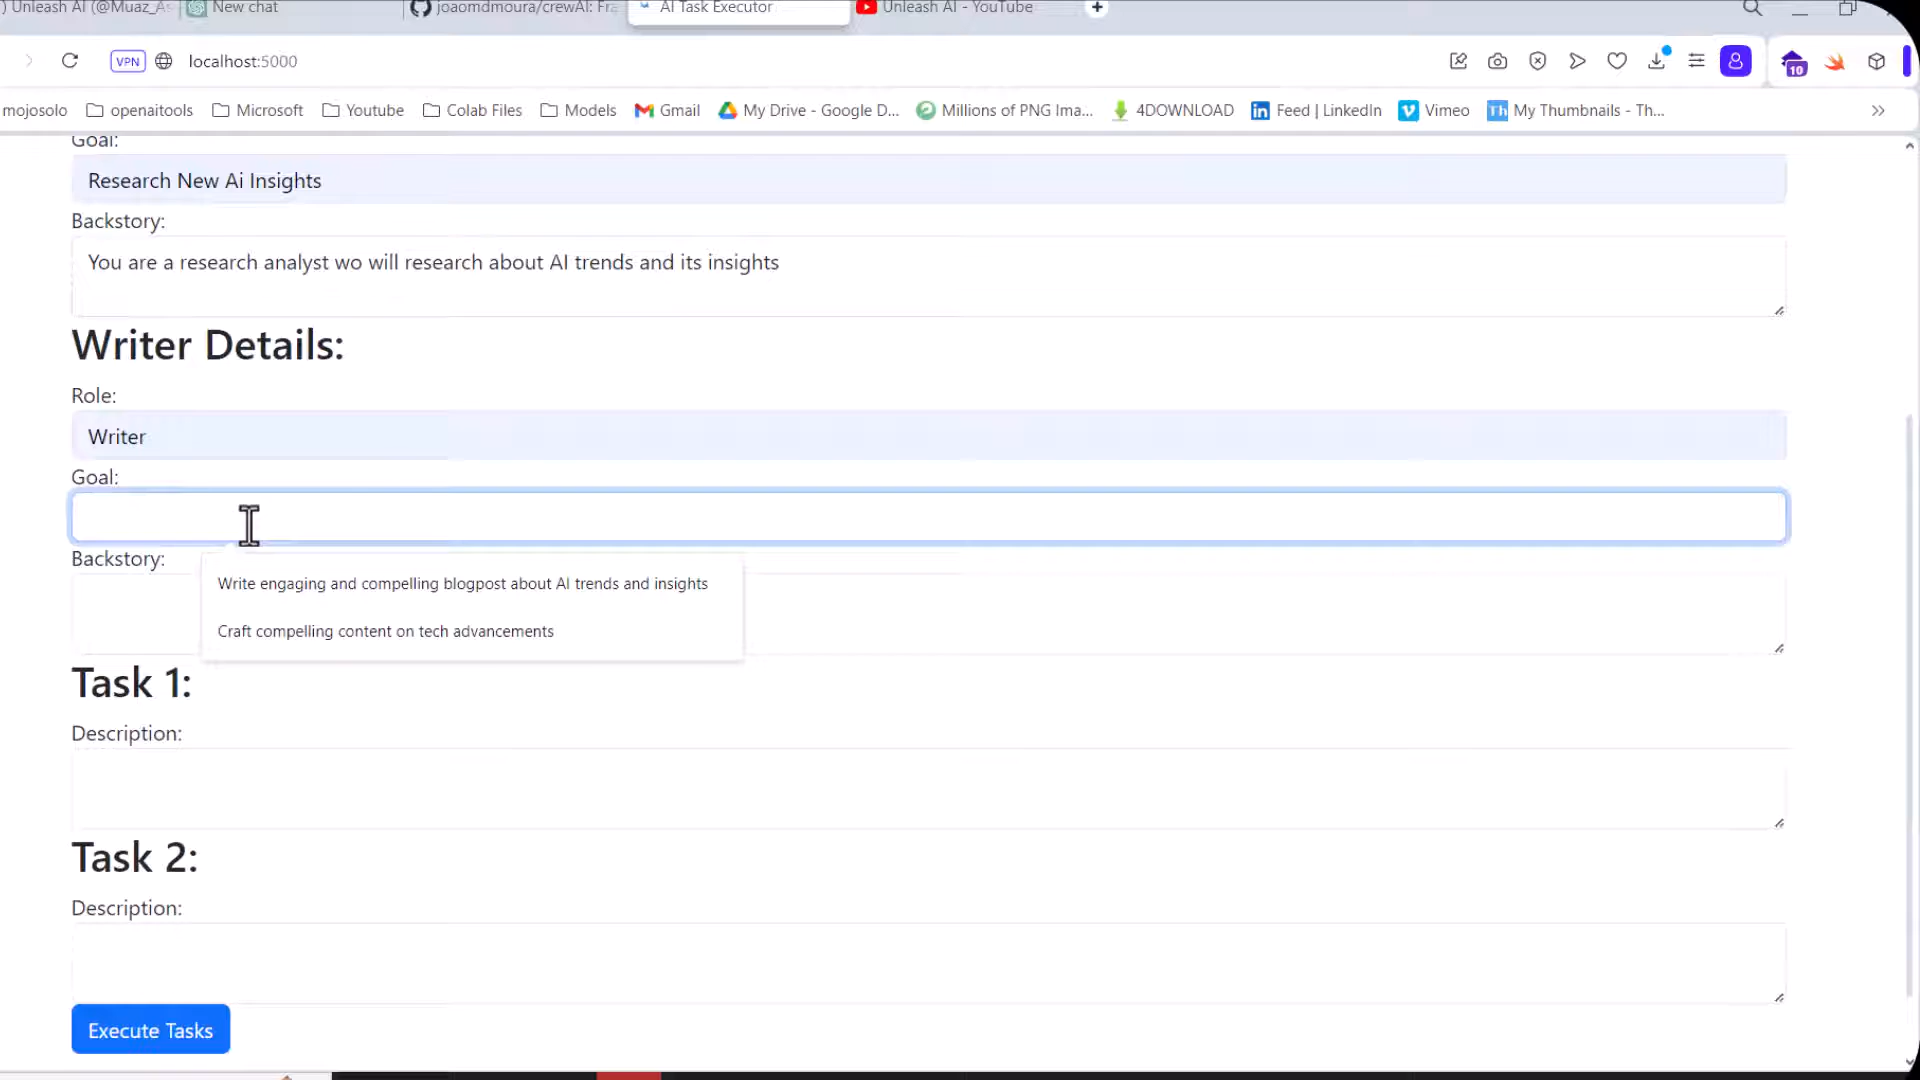 Unleash AI (@Muaz_As
New chat
joaomdmoura/crewAI: Fra
AI Task Executor
Unleash AI - YouTube
VPN
localhost:5000
10
mojosolo
openaitools
Microsoft
Youtube
Colab Files
Models
Gmail
My Drive - Google D...
Millions of PNG Ima...
4DOWNLOAD
Feed | LinkedIn
Vimeo
Th
My Thumbnails - Th...
Goal:
Research New Ai Insights
Backstory:
You are a research analyst wo will research about AI trends and its insights
Writer Details:
Role:
Writer
Goal:
Backstory:
Write engaging and compelling blogpost about AI trends and insights
Craft compelling content on tech advancements
Task 1:
Description:
Task 2:
Description:
Execute Tasks